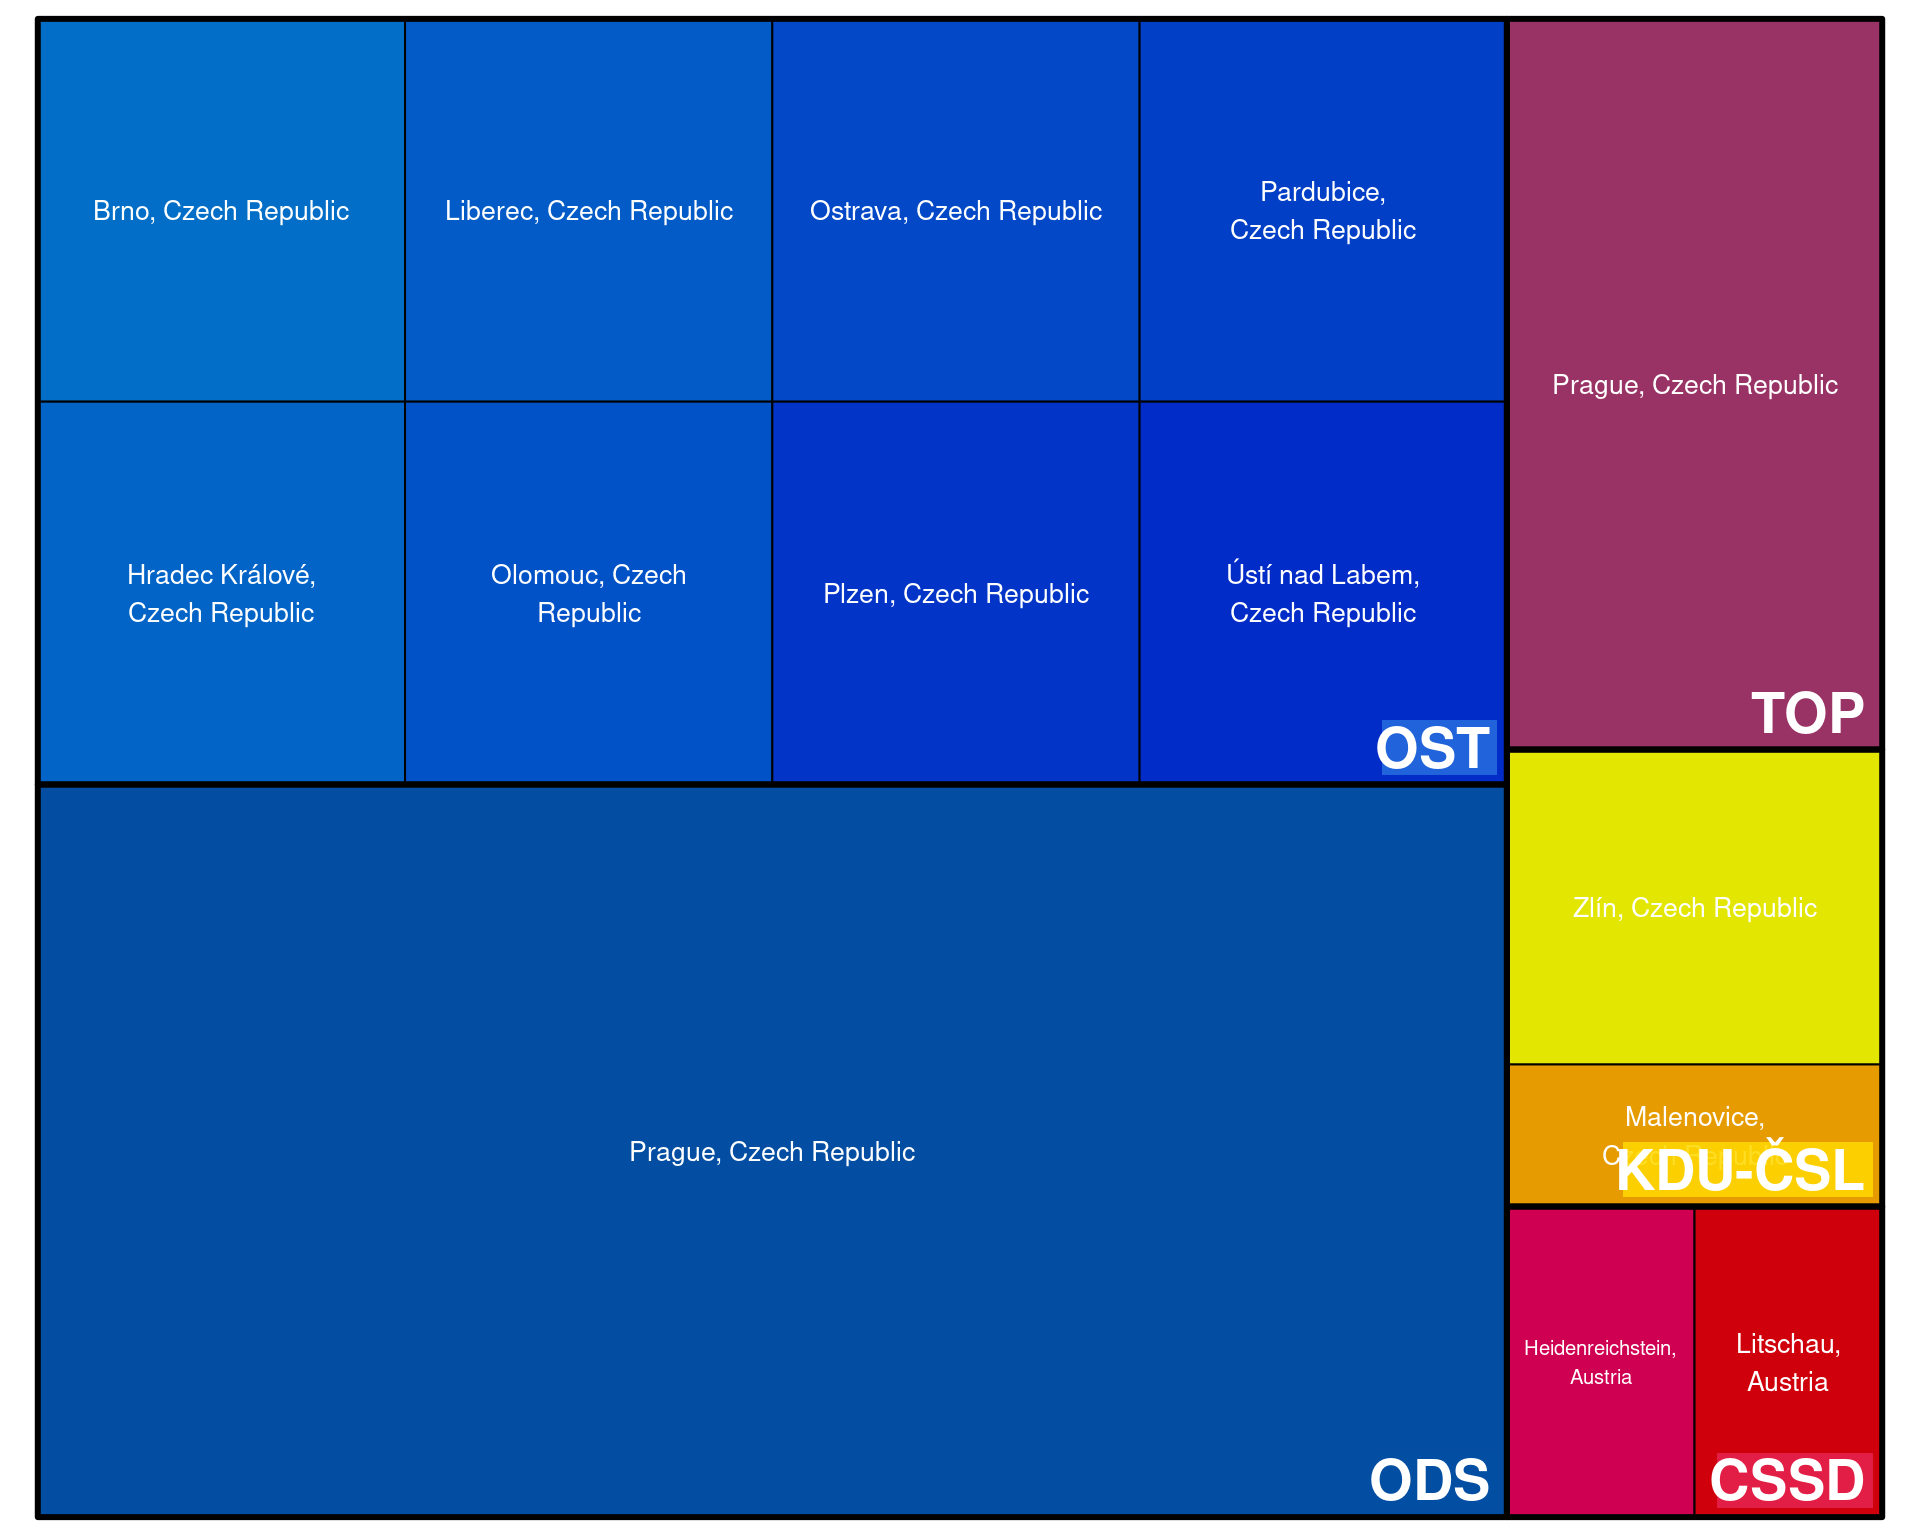 Brno, Czech Republic
Liberec, Czech Republic
Ostrava, Czech Republic
Pardubice,
Czech Republic
Hradec Králové,
Czech Republic
Olomouc, Czech
Republic
Plzen, Czech Republic
Ústí nad Labem,
Czech Republic
OST
Prague, Czech Republic
ODS
Prague, Czech Republic
TOP
Zlín, Czech Republic
Malenovice,
Czech Republic
KDU-ČSL
Heidenreichstein,
Austria
Litschau,
Austria
CSSD